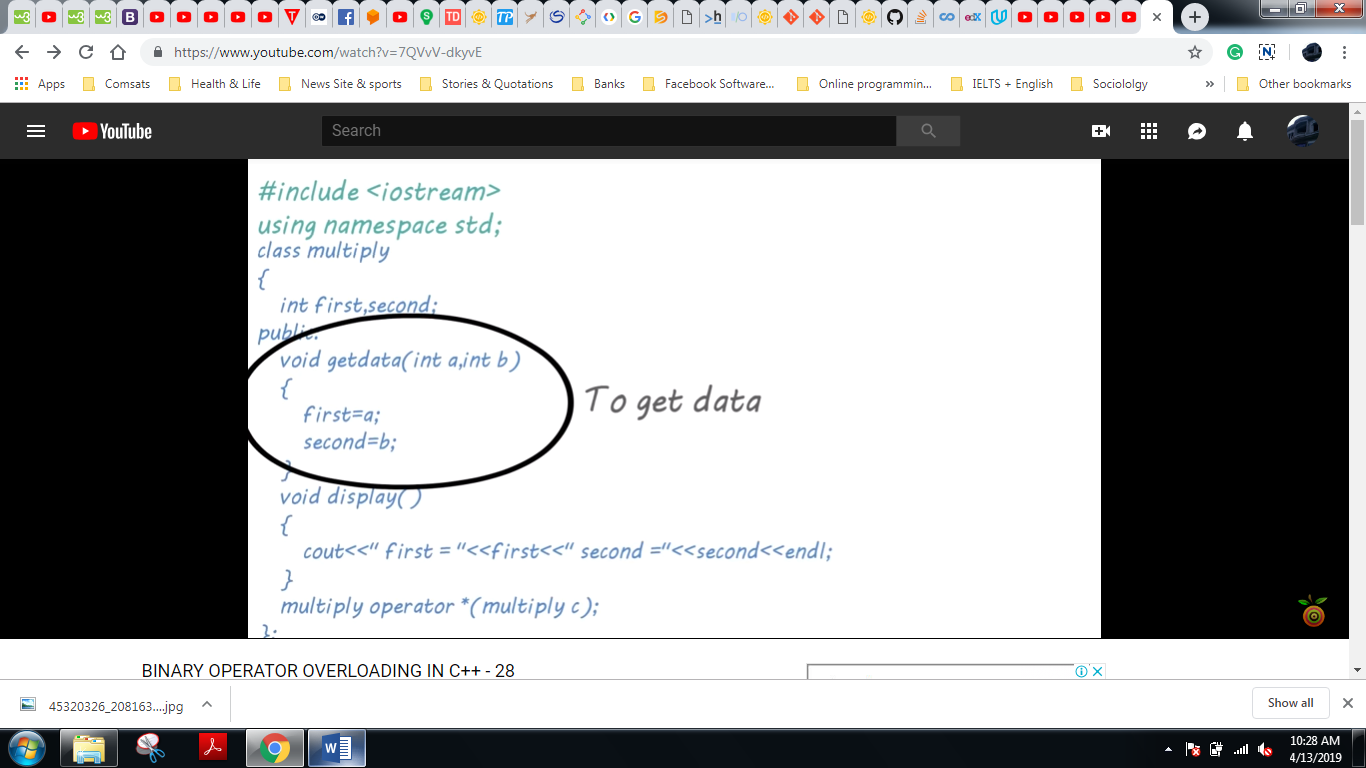 https://www.youtube.com/watch?v=7QVvV-dkyvE
Apps Comsats Health & Life News Site & sports Stories & Quotations Banks Facebook Software... Online programmin... IELTS + English Sociololgy » Other bookmarks
YouTube Search
#include <iostream>
using namespace std;
class multiply
{
int first,second;
public:
void getdata(int a,int b)
{
first=a;
second=b;
}
To get data
void display()
{
cout<<" first = "<<first<<" second ="<<second<<endl;
}
multiply operator *(multiply c);
};
BINARY OPERATOR OVERLOADING IN C++ - 28
45320326_208163....jpg
Show all
10:28 AM
4/13/2019